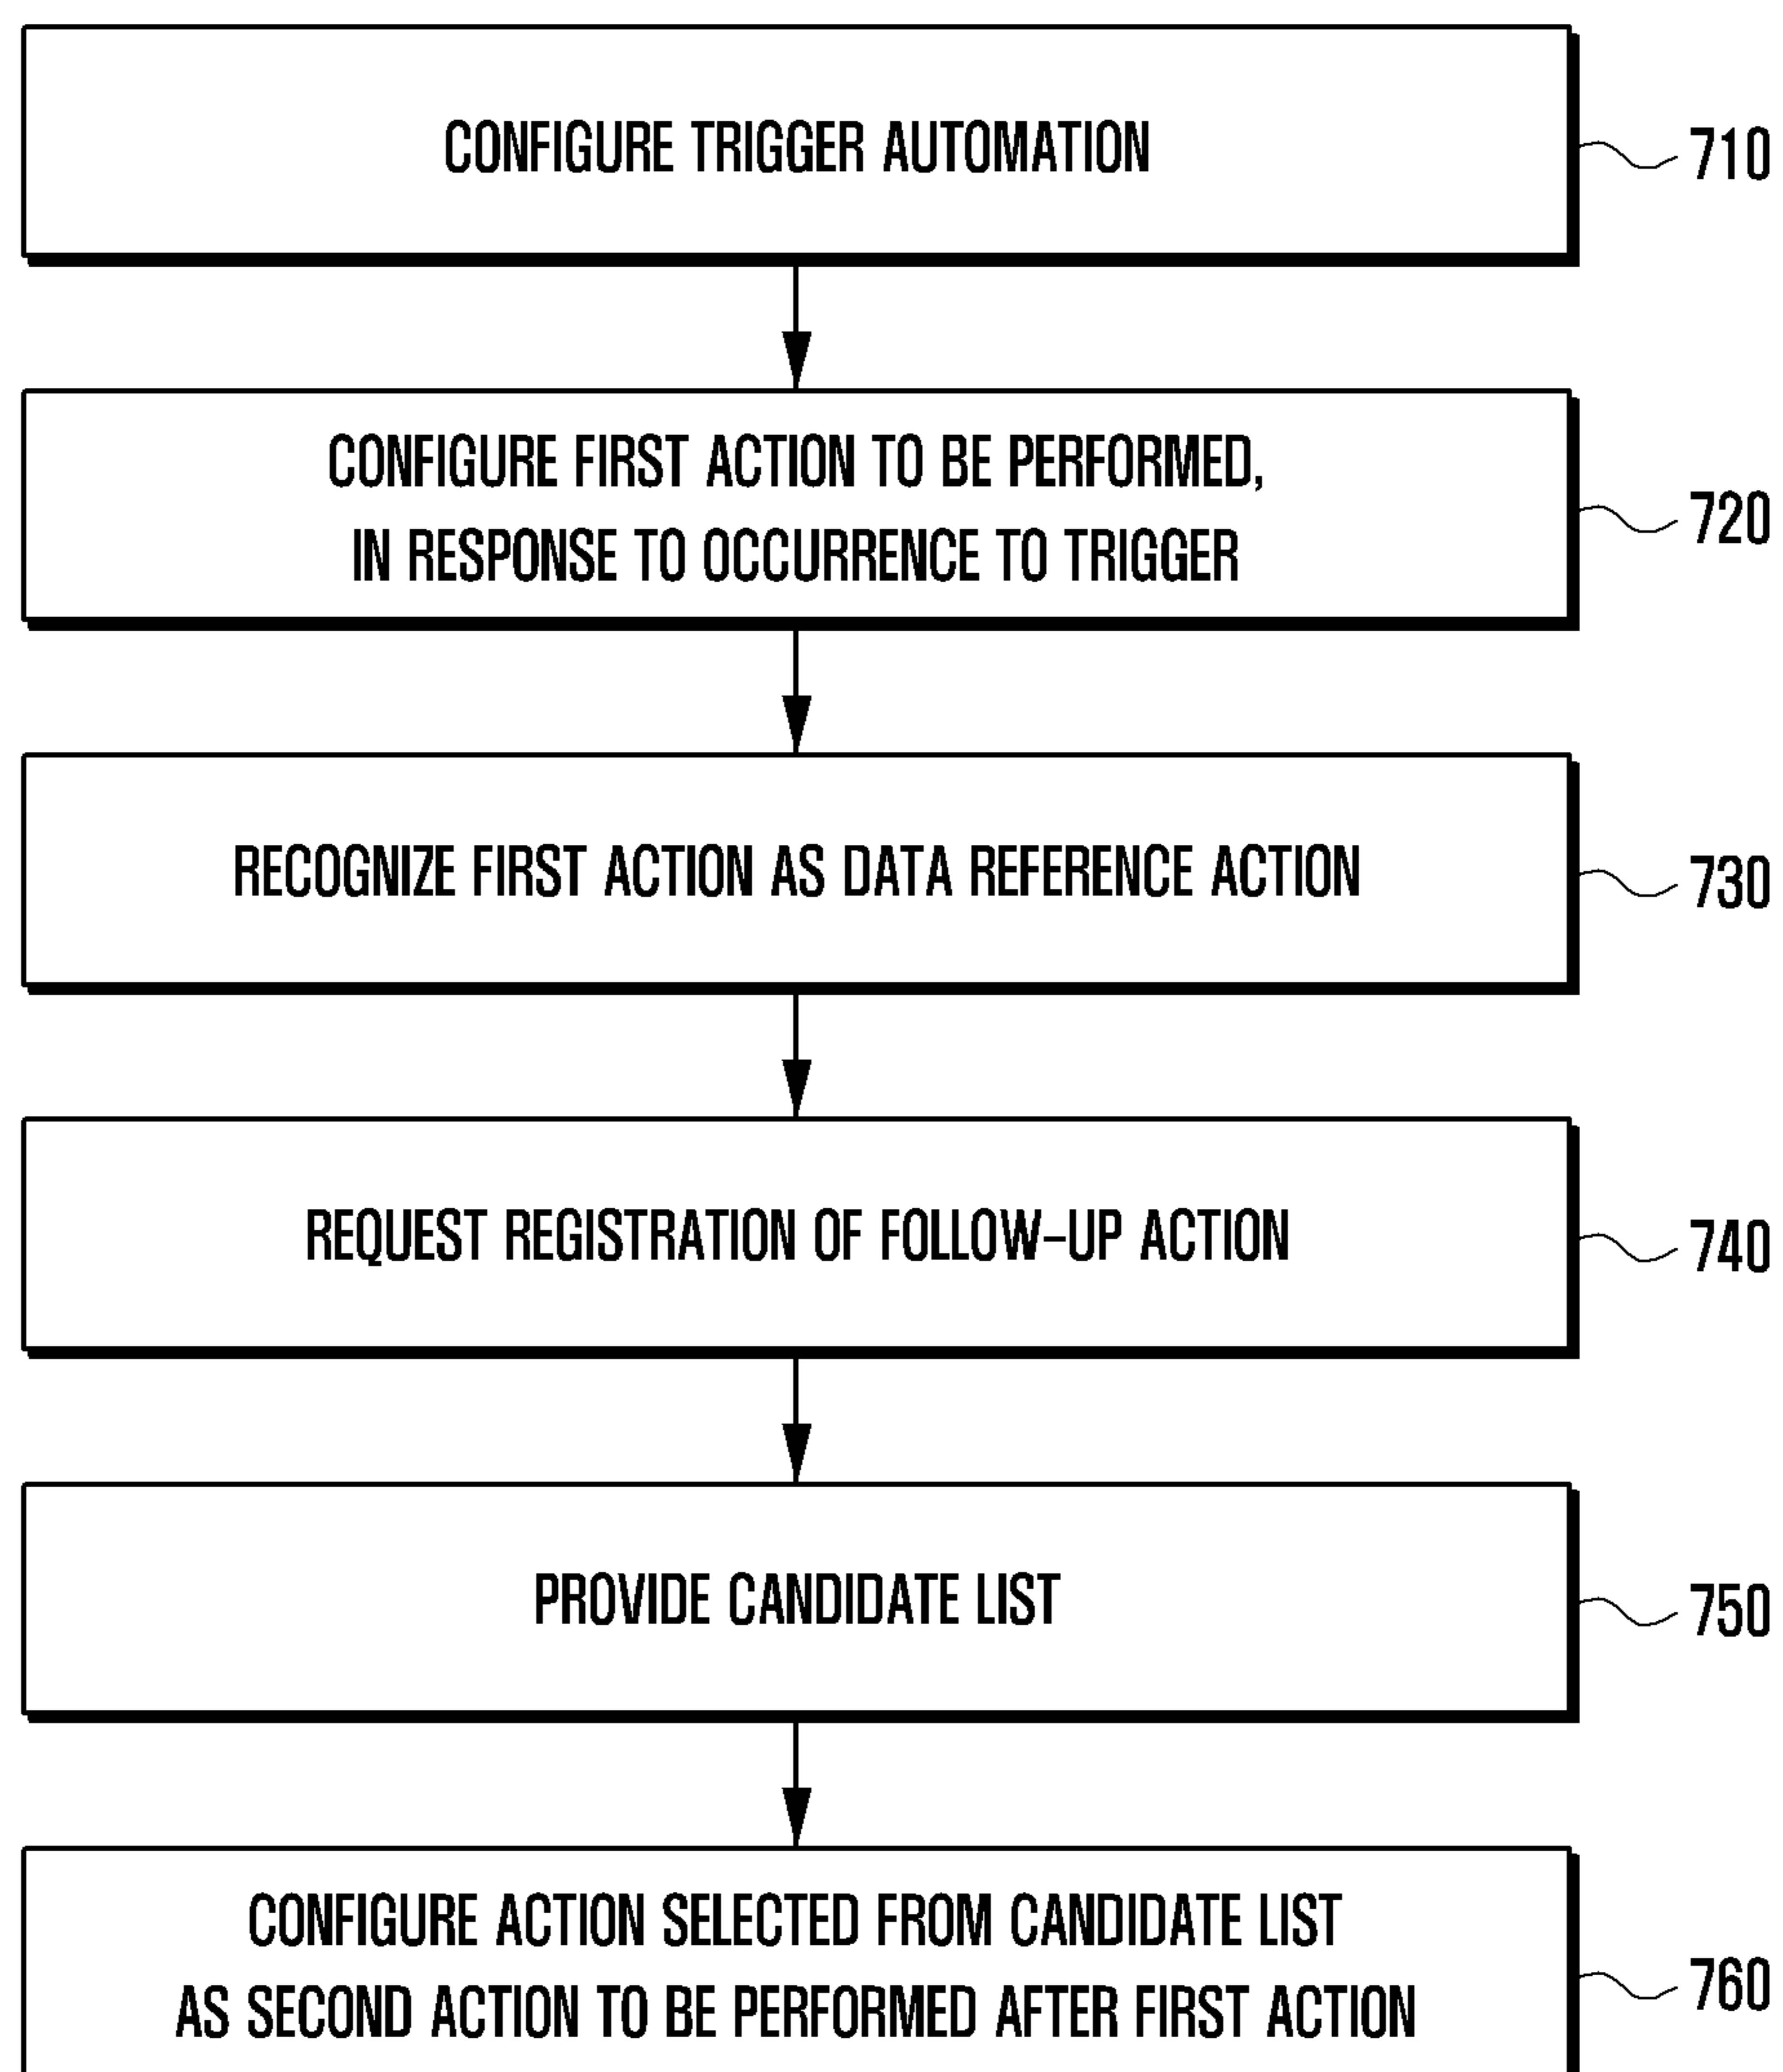 CONFIGURE TRIGGER AUTOMATION
710
CONFIGURE FIRST ACTION TO BE PERFORMED,
IN RESPONSE TO OCCURRENCE TO TRIGGER
720
RECOGNIZE FIRST ACTION AS DATA REFERENCE ACTION
730
REQUEST REGISTRATION OF FOLLOW-UP ACTION
740
PROVIDE CANDIDATE LIST
750
CONFIGURE ACTION SELECTED FROM CANDIDATE LIST
AS SECOND ACTION TO BE PERFORMED AFTER FIRST ACTION
760